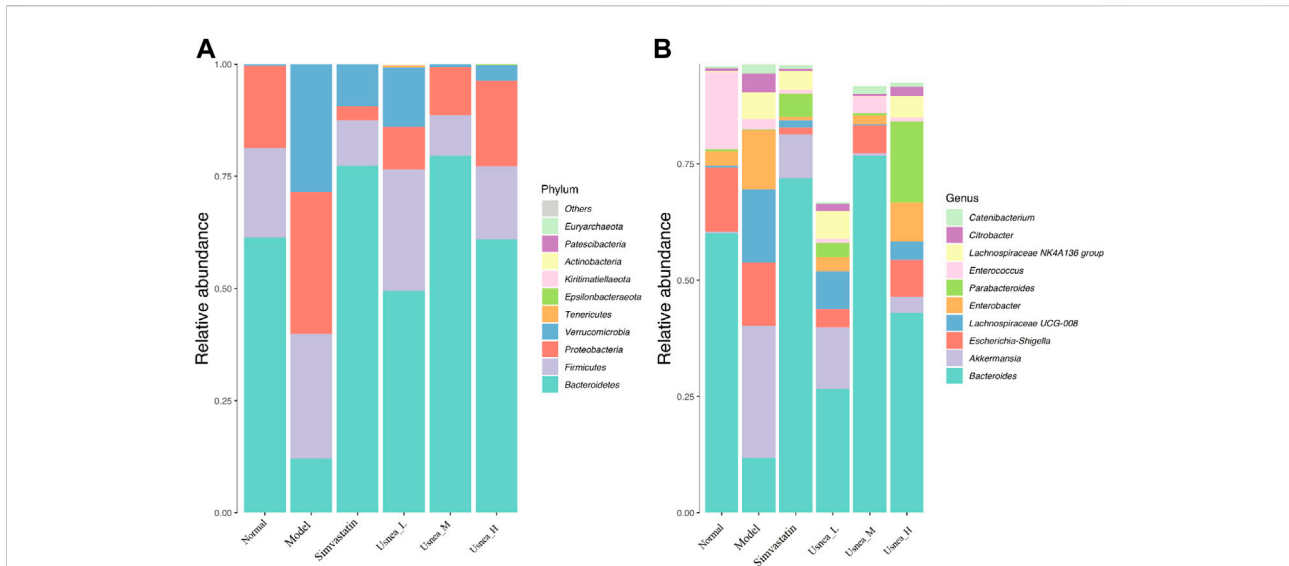 A
1.00
0.75
0.50
0.25
0.00
Relative abundance
Normal
Model
Simvastatin
Usnea_L
Usnea_M
Usnea_H
Phylum
Others
Euryarchaeota
Patescibacteria
Actinobacteria
Kiritimatiellaeota
Epsilonbacteraeota
Tenericutes
Verrucomicrobia
Proteobacteria
Firmicutes
Bacteroidetes
B
0.75
0.50
0.25
0.00
Relative abundance
Normal
Model
Simvastatin
Usnea_L
Usnea_M
Usnea_H
Genus
Catenibacterium
Citrobacter
Lachnospiraceae NK4A136 group
Enterococcus
Parabacteroides
Enterobacter
Lachnospiraceae UCG-008
Escherichia-Shigella
Akkermansia
Bacteroides